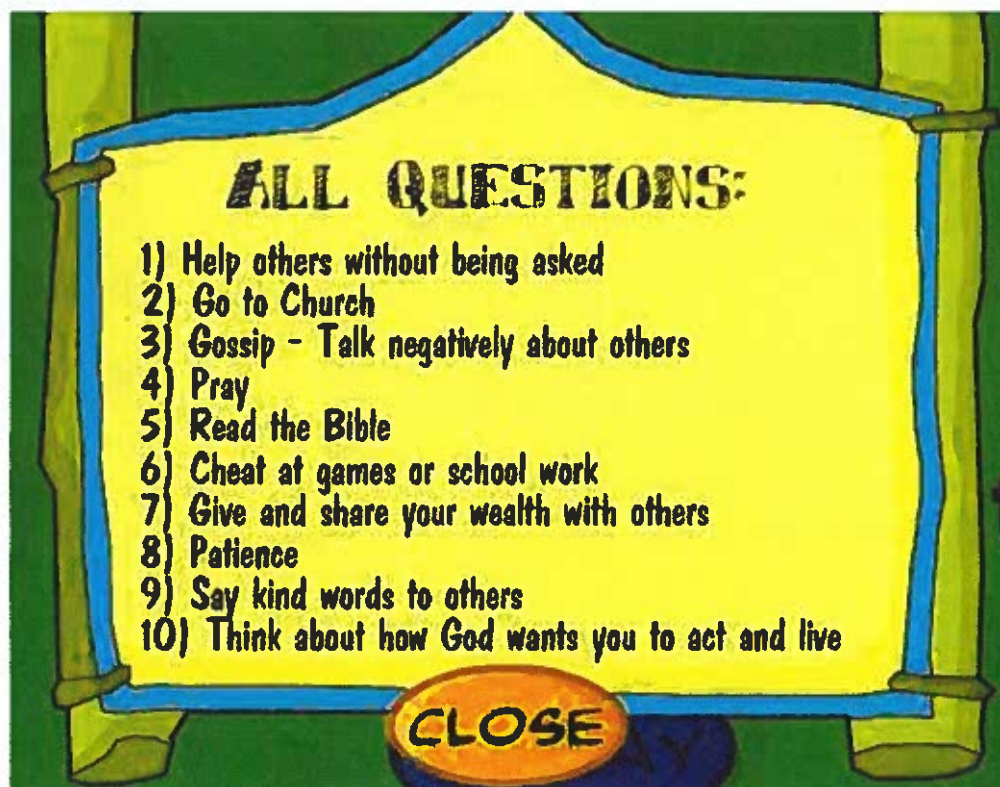 ALL QUESTIONS:
1) Help others without being asked
2) Go to Church
3) Gossip - Talk negatively about others
4) Pray
5) Read the Bible
6) Cheat at games or school work
7) Give and share your wealth with others
8) Patience
9) Say kind words to others
10) Think about how God wants you to act and live
CLOSE